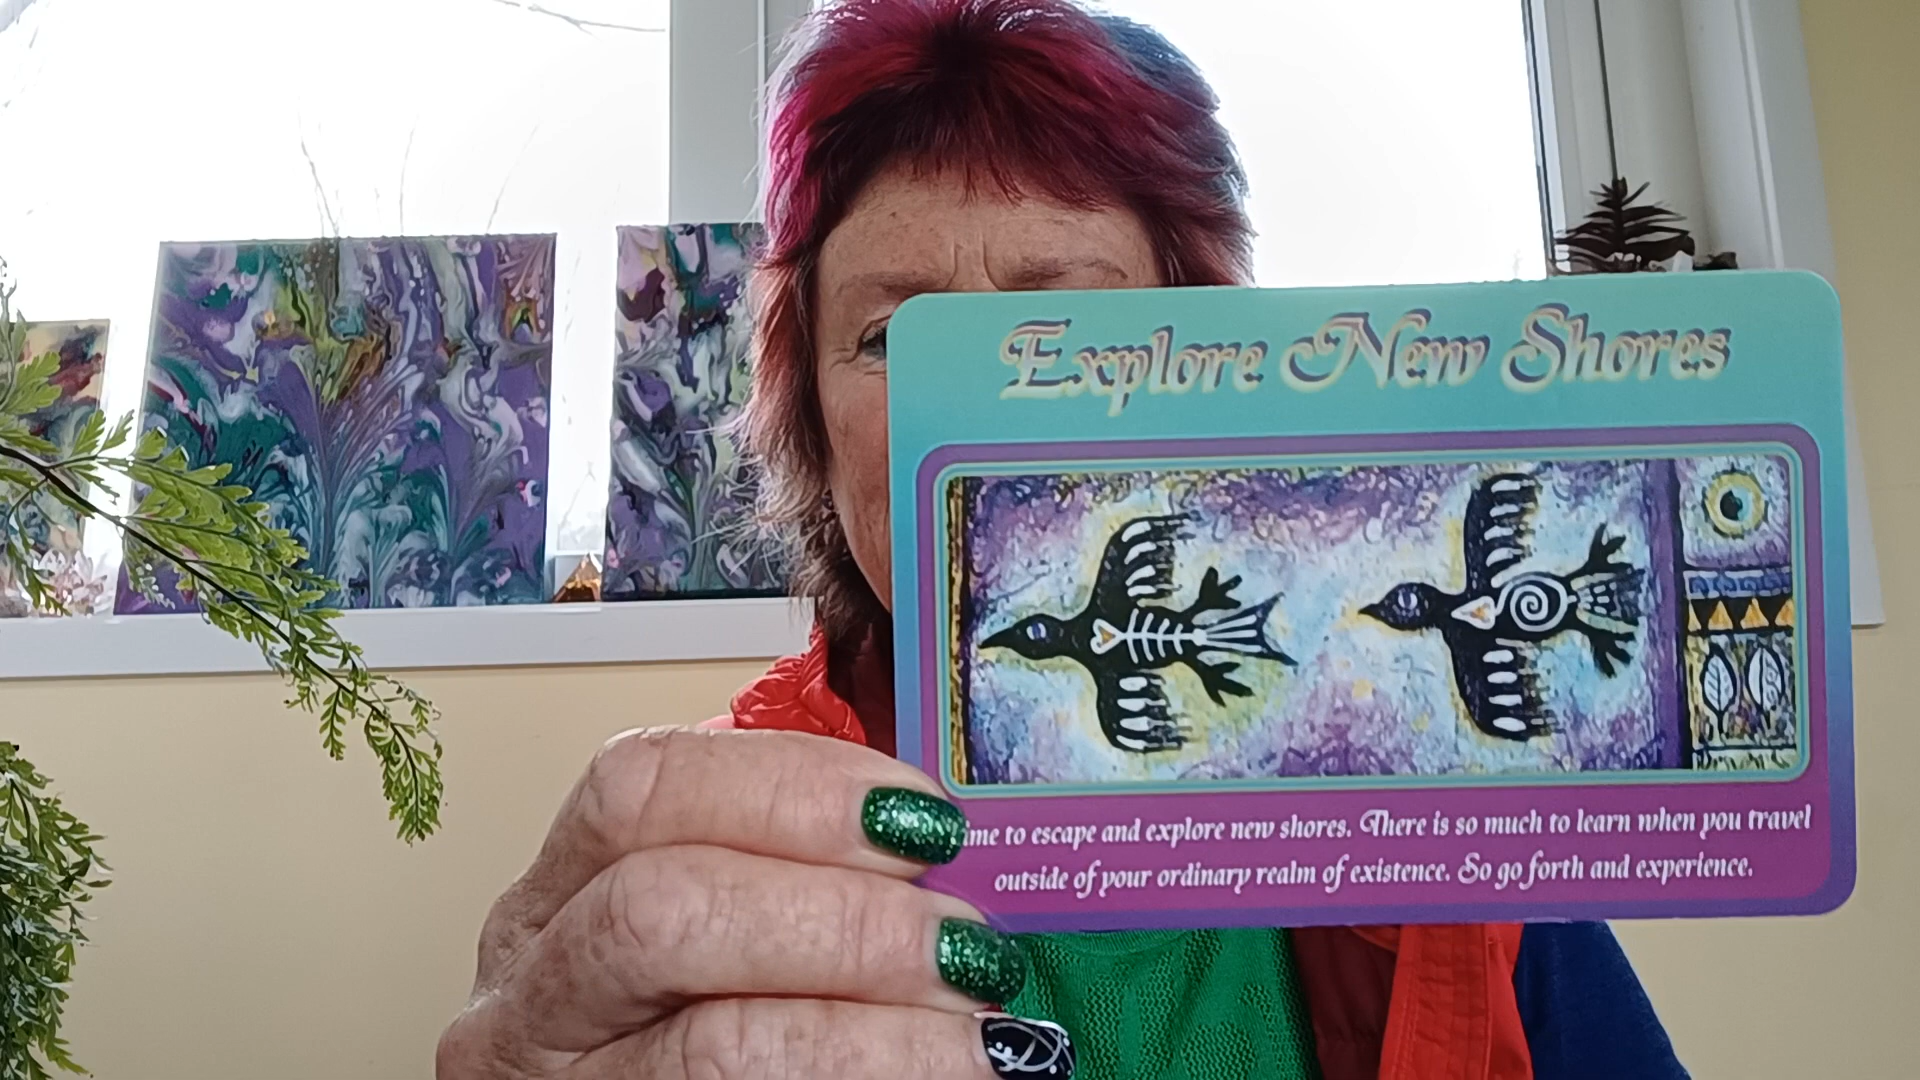 Explore New Shores
me to escape and explore new shores. There is so much to learn when you travel
outside of your ordinary realm of existence. So go forth and experience.